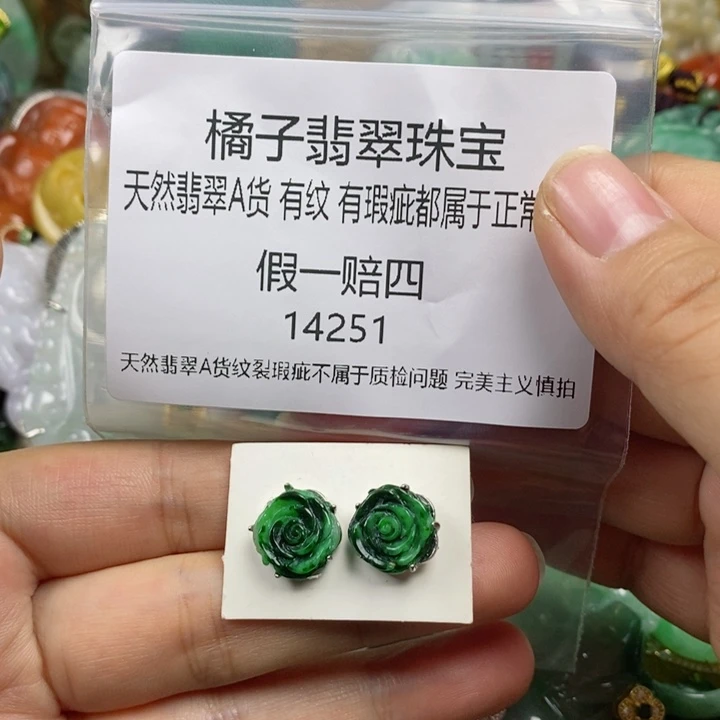 橘子翡翠珠宝
天然翡翠A货 有纹 有瑕疵都属于正常
假一赔四
14251
天然翡翠A货纹裂瑕疵不属于质检问题 完美主义慎拍